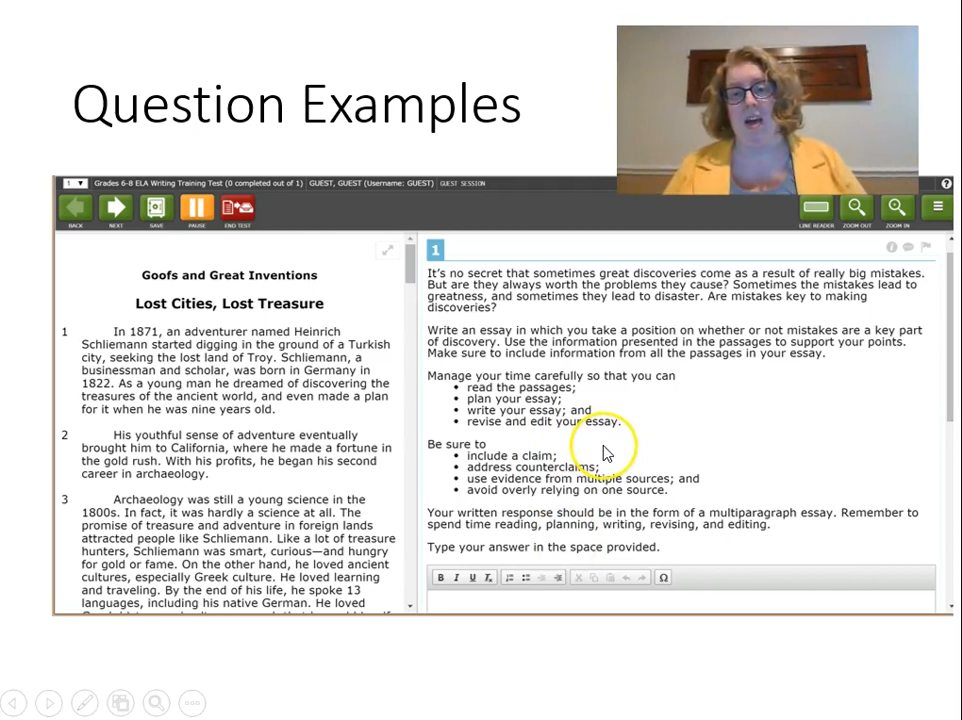 Question Examples
1
Grades 6-8 ELA Writing Training Test (0 completed out of 1)
GUEST, GUEST (Username: GUEST)
GUEST SESSION
?
BACK
NEXT
SAVE
PAUSE
END TEST
LINE READER
ZOOM OUT
ZOOM IN
Goofs and Great Inventions
Lost Cities, Lost Treasure
1 In 1871, an adventurer named Heinrich
Schliemann started digging in the ground of a Turkish
city, seeking the lost land of Troy. Schliemann, a
businessman and scholar, was born in Germany in
1822. As a young man he dreamed of discovering the
treasures of the ancient world, and even made a plan
for it when he was nine years old.
2 His youthful sense of adventure eventually
brought him to California, where he made a fortune in
the gold rush. With his profits, he began his second
career in archaeology.
3 Archaeology was still a young science in the
1800s. In fact, it was hardly a science at all. The
promise of treasure and adventure in foreign lands
attracted people like Schliemann. Like a lot of treasure
hunters, Schliemann was smart, curious—and hungry
for gold or fame. On the other hand, he loved ancient
cultures, especially Greek culture. He loved learning
and traveling. By the end of his life, he spoke 13
languages, including his native German. He loved
1
It's no secret that sometimes great discoveries come as a result of really big mistakes.
But are they always worth the problems they cause? Sometimes the mistakes lead to
greatness, and sometimes they lead to disaster. Are mistakes key to making
discoveries?
Write an essay in which you take a position on whether or not mistakes are a key part
of discovery. Use the information presented in the passages to support your points.
Make sure to include information from all the passages in your essay.
Manage your time carefully so that you can
• read the passages;
• plan your essay;
• write your essay; and
• revise and edit your essay.
Be sure to
• include a claim;
• address counterclaims;
• use evidence from multiple sources; and
• avoid overly relying on one source.
Your written response should be in the form of a multiparagraph essay. Remember to
spend time reading, planning, writing, revising, and editing.
Type your answer in the space provided.
B I U Tx Ω